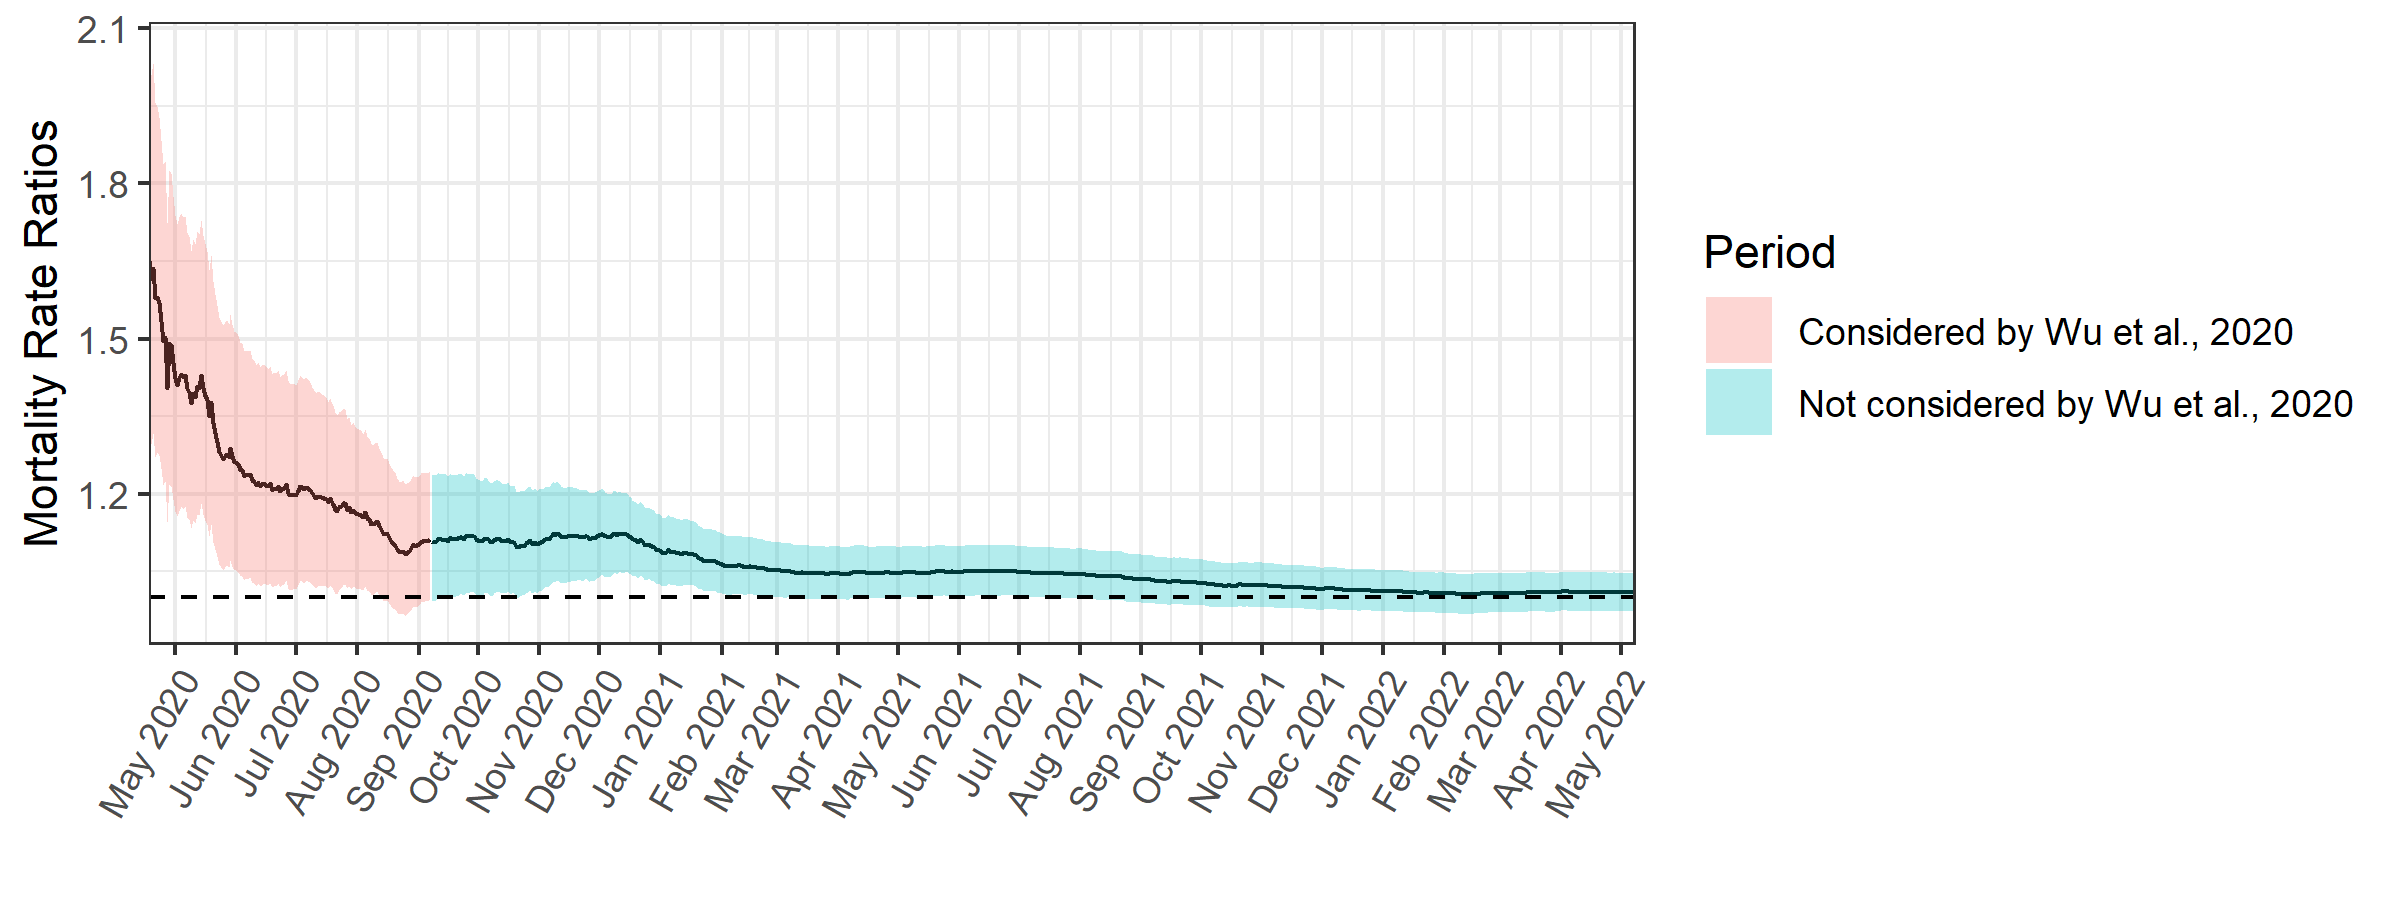 Mortality Rate Ratios
2.1
1.8
1.5
1.2
May 2020
Jun 2020
Jul 2020
Aug 2020
Sep 2020
Oct 2020
Nov 2020
Dec 2020
Jan 2021
Feb 2021
Mar 2021
Apr 2021
May 2021
Jun 2021
Jul 2021
Aug 2021
Sep 2021
Oct 2021
Nov 2021
Dec 2021
Jan 2022
Feb 2022
Mar 2022
Apr 2022
May 2022
Period
Considered by Wu et al., 2020
Not considered by Wu et al., 2020